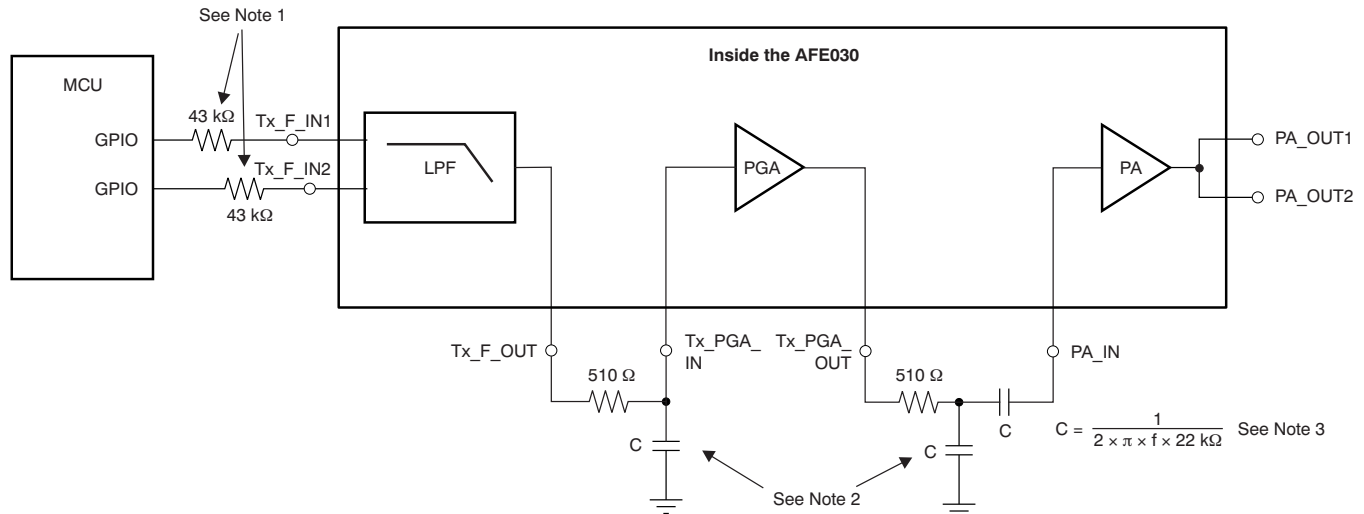 See Note 1
Inside the AFE030
MCU
43 kΩ
Tx_F_IN1
GPIO
Tx_F_IN2
GPIO
43 kΩ
LPF
PGA
PA
PA_OUT1
PA_OUT2
Tx_F_OUT
Tx_PGA_
IN
Tx_PGA_
OUT
PA_IN
510 Ω
510 Ω
C
C
C
C = 1
2 × π × f × 22 kΩ
See Note 3
See Note 2